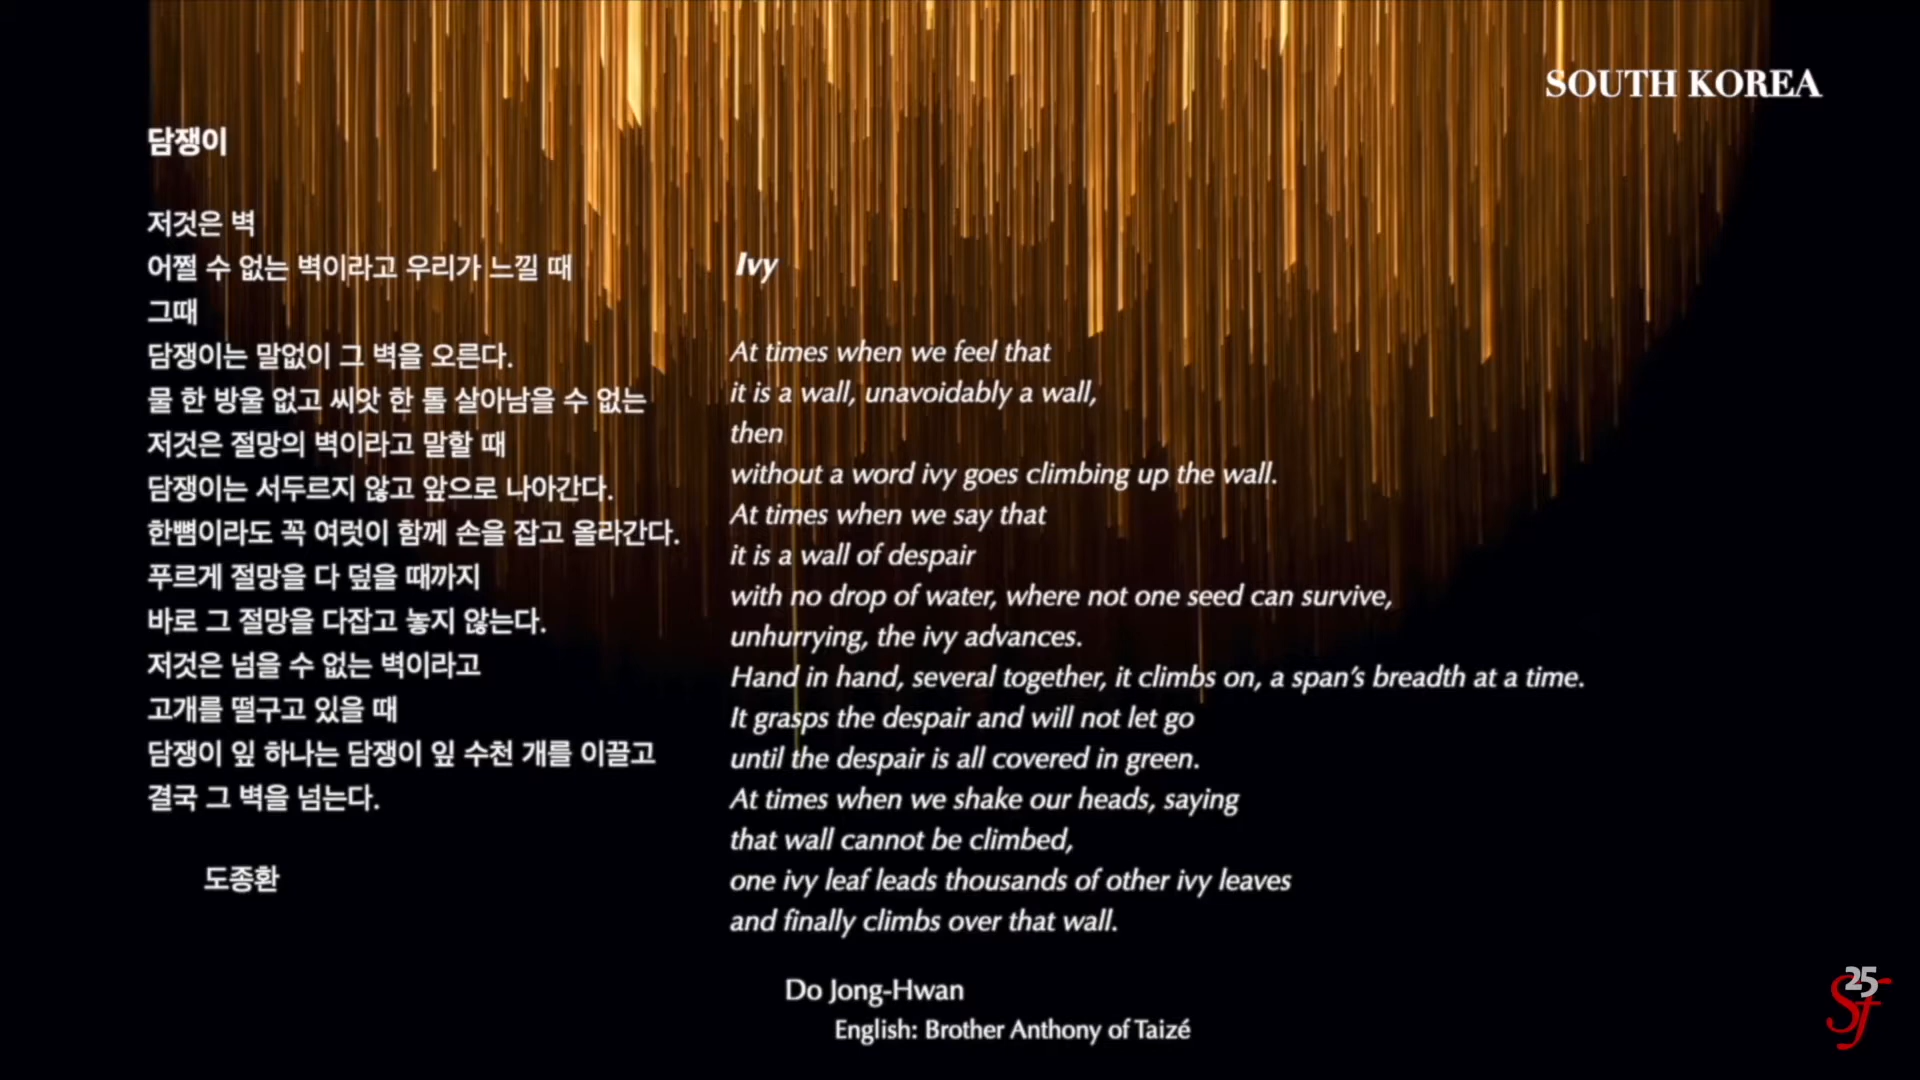 SOUTH KOREA
담쟁이
저것은 벽
어쩔 수 없는 벽이라고 우리가 느낄 때
그때
담쟁이는 말없이 그 벽을 오른다.
물 한 방울 없고 씨앗 한 톨 살아남을 수 없는
저것은 절망의 벽이라고 말할 때
담쟁이는 서두르지 않고 앞으로 나아간다.
한뼘이라도 꼭 여럿이 함께 손을 잡고 올라간다.
푸르게 절망을 다 덮을 때까지
바로 그 절망을 다잡고 놓지 않는다.
저것은 넘을 수 없는 벽이라고
고개를 떨구고 있을 때
담쟁이 잎 하나는 담쟁이 잎 수천 개를 이끌고
결국 그 벽을 넘는다.
도종환
Ivy
At times when we feel that
it is a wall, unavoidably a wall,
then
without a word ivy goes climbing up the wall.
At times when we say that
it is a wall of despair
with no drop of water, where not one seed can survive,
unhurrying, the ivy advances.
Hand in hand, several together, it climbs on, a span's breadth at a time.
It grasps the despair and will not let go
until the despair is all covered in green.
At times when we shake our heads, saying
that wall cannot be climbed,
one ivy leaf leads thousands of other ivy leaves
and finally climbs over that wall.
Do Jong-Hwan
English: Brother Anthony of Taizé
25
Sf